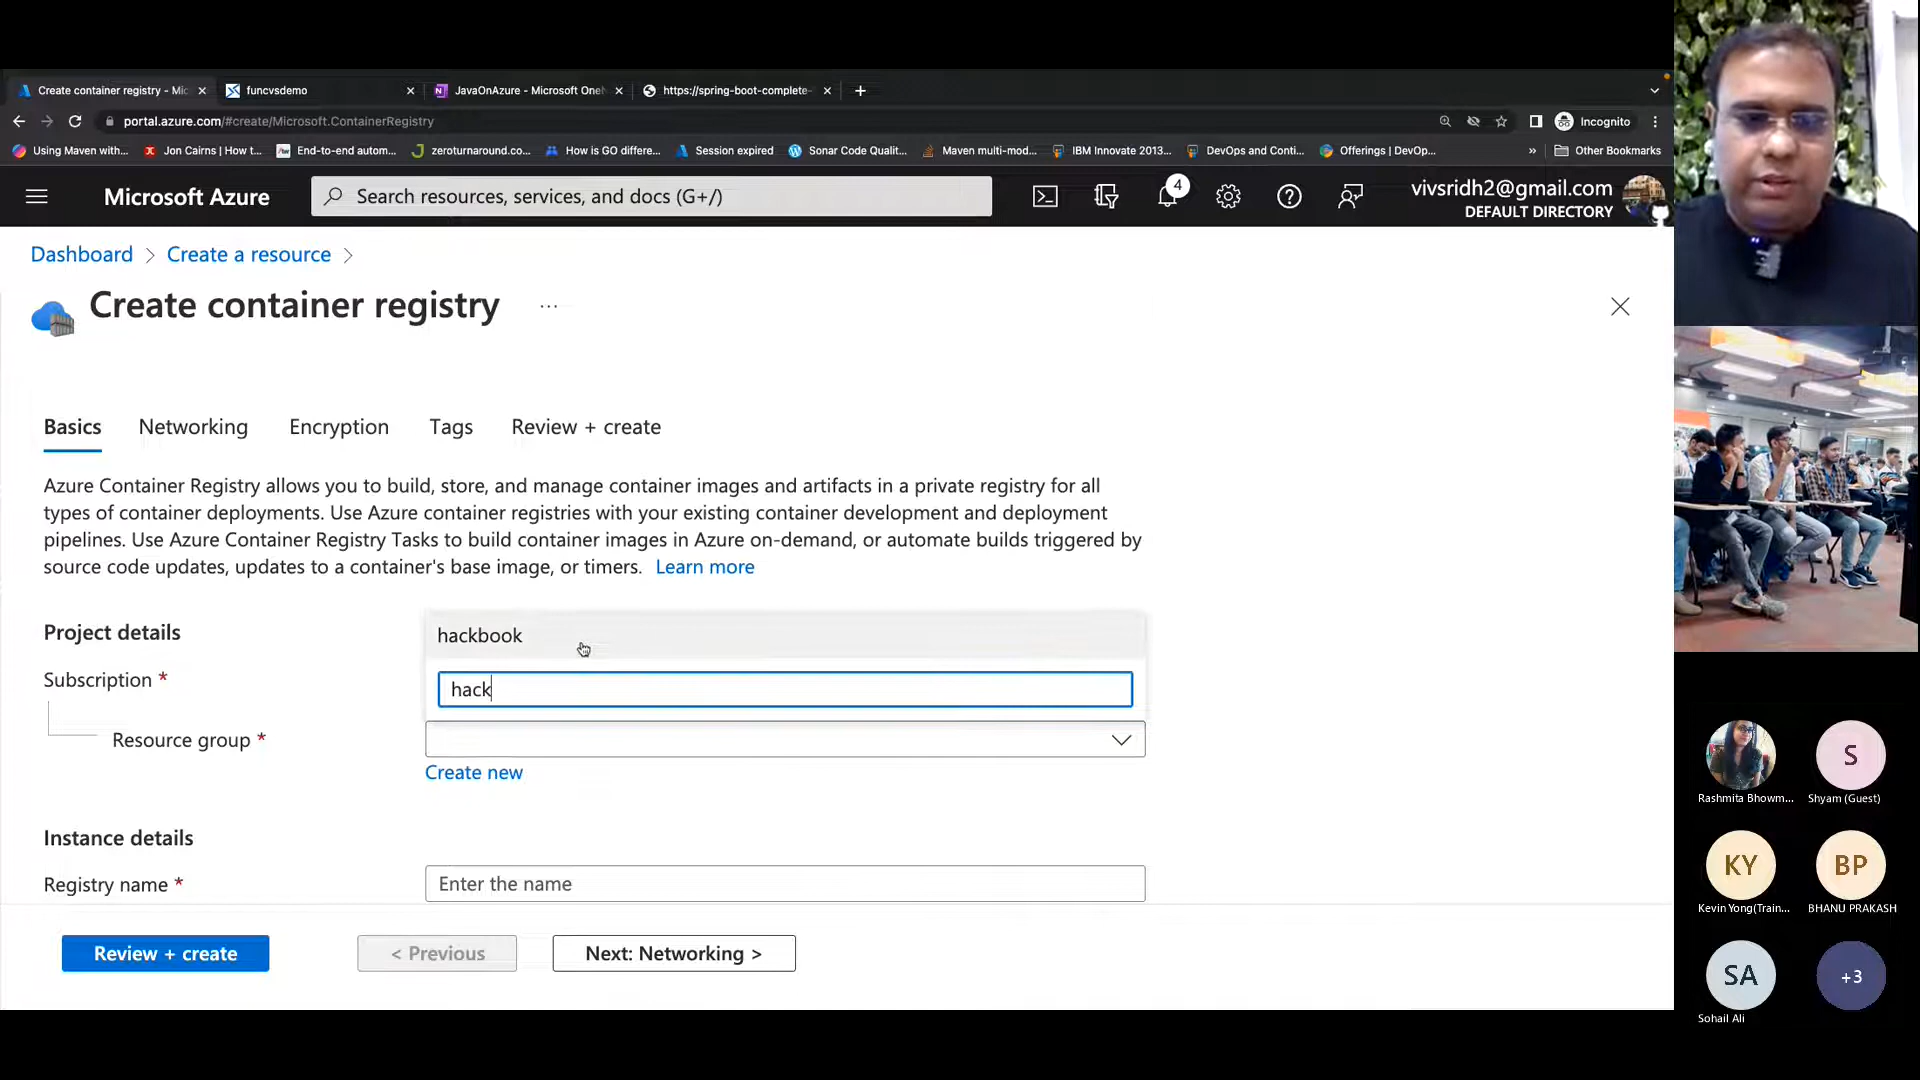 Create container registry - Mic
funcvsdemo
JavaOnAzure - Microsoft OneN
https://spring-boot-complete-
portal.azure.com/#create/Microsoft.ContainerRegistry
Incognito
Using Maven with...
Jon Cairns | How t...
End-to-end autom...
zeroturnaround.co...
How is GO differe...
Session expired
Sonar Code Qualit...
Maven multi-mod...
IBM Innovate 2013...
DevOps and Conti...
Offerings | DevOp...
»
Other Bookmarks
Microsoft Azure
Search resources, services, and docs (G+/)
4
vivsridh2@gmail.com
DEFAULT DIRECTORY
Dashboard > Create a resource >
Create container registry
...
Basics
Networking
Encryption
Tags
Review + create
Azure Container Registry allows you to build, store, and manage container images and artifacts in a private registry for all
types of container deployments. Use Azure container registries with your existing container development and deployment
pipelines. Use Azure Container Registry Tasks to build container images in Azure on-demand, or automate builds triggered by
source code updates, updates to a container's base image, or timers. Learn more
Project details
hackbook
Subscription *
hack
Resource group *
Create new
Instance details
Registry name *
Enter the name
Review + create
< Previous
Next: Networking >
Rashmita Bhowm...
S
Shyam (Guest)
KY
Kevin Yong(Train...
BP
BHANU PRAKASH
SA
Sohail Ali
+3